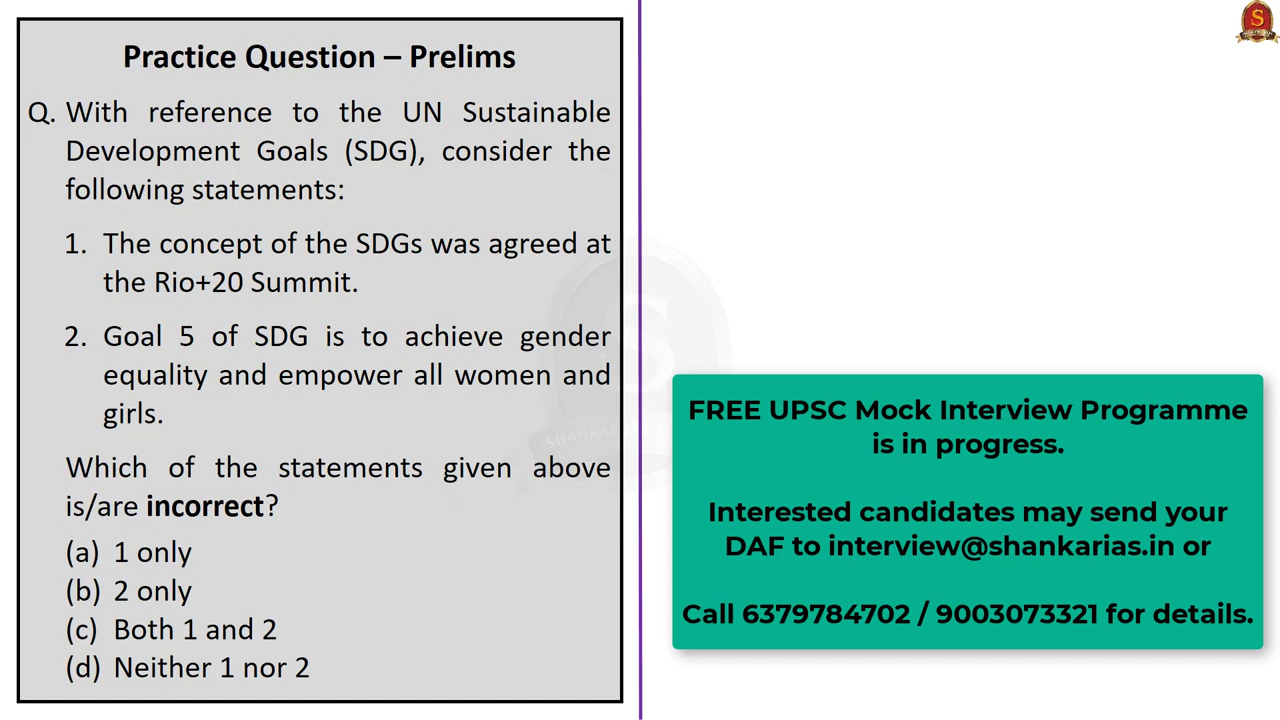 Practice Question – Prelims
Q. With reference to the UN Sustainable
Development Goals (SDG), consider the
following statements:
1. The concept of the SDGs was agreed at
the Rio+20 Summit.
2. Goal 5 of SDG is to achieve gender
equality and empower all women and
girls.
Which of the statements given above
is/are incorrect?
(a) 1 only
(b) 2 only
(c) Both 1 and 2
(d) Neither 1 nor 2
S
FREE UPSC Mock Interview Programme
is in progress.
Interested candidates may send your
DAF to interview@shankarias.in or
Call 6379784702 / 9003073321 for details.